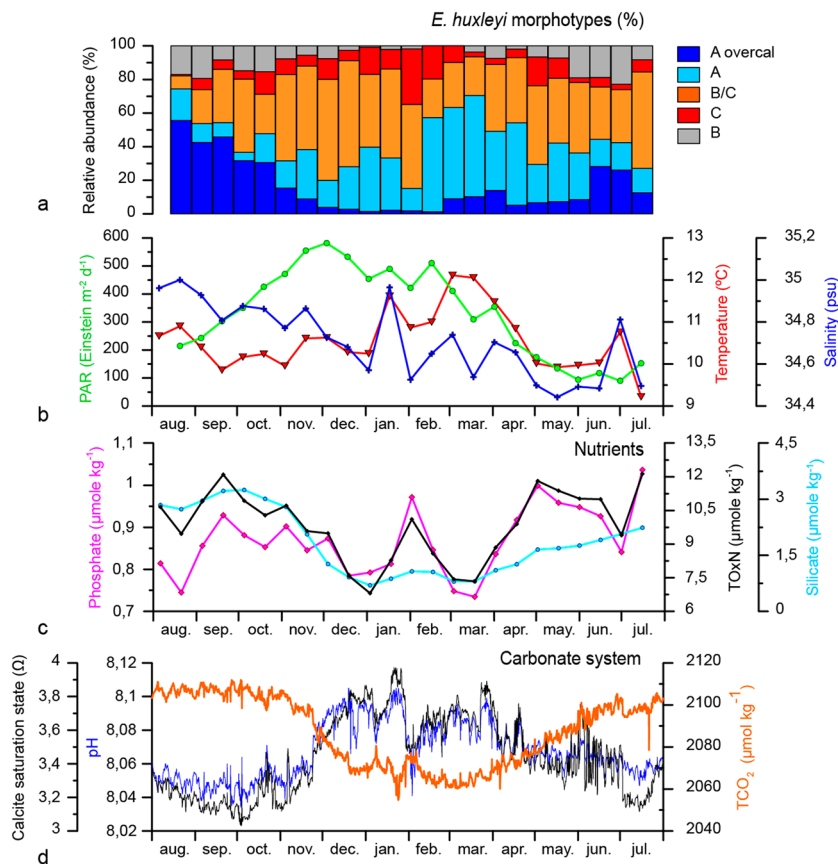 E. huxleyi morphotypes (%)
Relative abundance (%)
100
80
60
40
20
0
A overcal
A
B/C
C
B
a
PAR (Einstein m⁻² d⁻¹)
600
500
400
300
200
100
0
13
12
11
10
9
Temperature (ºC)
35,2
35
34,8
34,6
34,4
Salinity (psu)
aug. sep. oct. nov. dec. jan. feb. mar. apr. may. jun. jul.
b
Nutrients
Phosphate (µmole kg⁻¹)
1,1
1
0,9
0,8
0,7
13,5
12
10,5
9
7,5
6
TOxN (µmole kg⁻¹)
4,5
3
1,5
0
Silicate (µmole kg⁻¹)
aug. sep. oct. nov. dec. jan. feb. mar. apr. may. jun. jul.
c
Carbonate system
Calcite saturation state (Ω)
4
3,8
3,6
3,4
3,2
3
pH
8,12
8,1
8,08
8,06
8,04
8,02
2120
2100
2080
2060
2040
TCO₂ (µmol kg⁻¹)
aug. sep. oct. nov. dec. jan. feb. mar. apr. may. jun. jul.
d